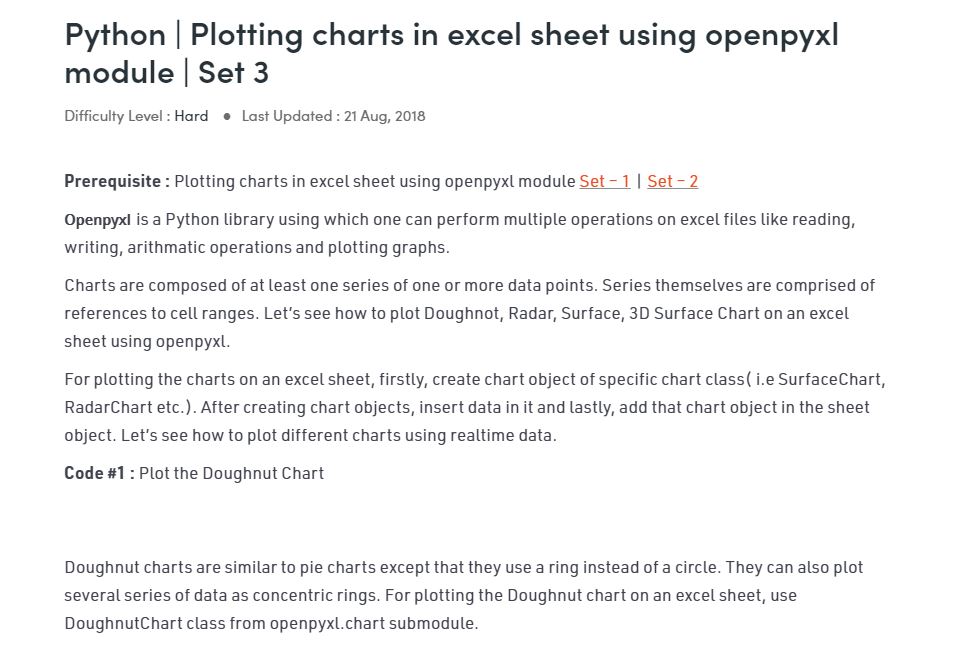 Python | Plotting charts in excel sheet using openpyxl
module | Set 3
Difficulty Level : Hard ● Last Updated : 21 Aug, 2018
Prerequisite : Plotting charts in excel sheet using openpyxl module Set – 1 | Set – 2
Openpyxl is a Python library using which one can perform multiple operations on excel files like reading,
writing, arithmatic operations and plotting graphs.
Charts are composed of at least one series of one or more data points. Series themselves are comprised of
references to cell ranges. Let’s see how to plot Doughnot, Radar, Surface, 3D Surface Chart on an excel
sheet using openpyxl.
For plotting the charts on an excel sheet, firstly, create chart object of specific chart class( i.e SurfaceChart,
RadarChart etc.). After creating chart objects, insert data in it and lastly, add that chart object in the sheet
object. Let’s see how to plot different charts using realtime data.
Code #1 : Plot the Doughnut Chart
Doughnut charts are similar to pie charts except that they use a ring instead of a circle. They can also plot
several series of data as concentric rings. For plotting the Doughnut chart on an excel sheet, use
DoughnutChart class from openpyxl.chart submodule.